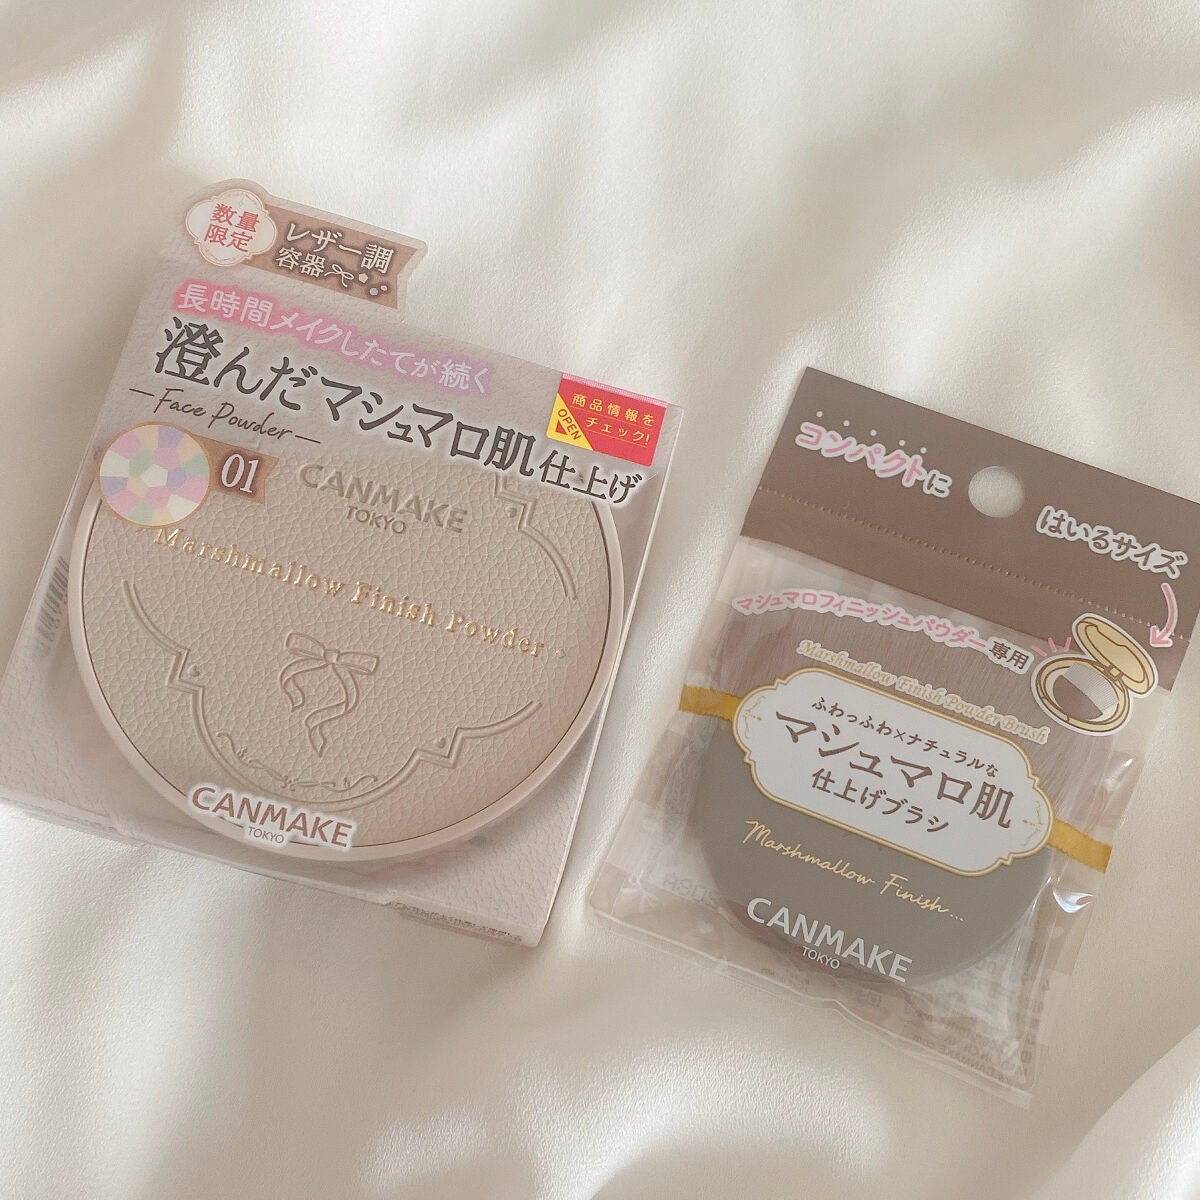 数量
限定
レザー調
容器
長時間メイクしたてが続く
澄んだマシュマロ肌仕上げ
Face Powder
商品情報を
チェック!
OPEN
01
CANMAKE
TOKYO
Marshmallow Finish Powder
CANMAKE
TOKYO
コンパクトに
はいるサイズ
マシュマロフィニッシュパウダー専用
Marshmallow Finish Powder Brush
ふわっふわ×ナチュラルな
マシュマロ肌
仕上げブラシ
Marshmallow Finish...
CANMAKE
TOKYO